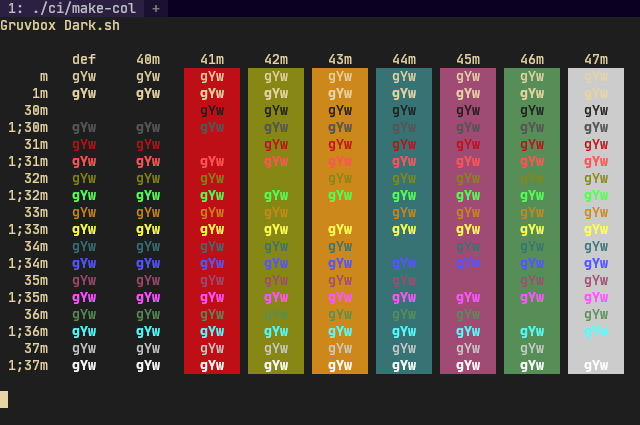 1: ./ci/make-col +
Gruvbox Dark.sh
def 40m 41m 42m 43m 44m 45m 46m 47m
m gYw gYw gYw gYw gYw gYw gYw gYw gYw
1m gYw gYw gYw gYw gYw gYw gYw gYw gYw
30m gYw gYw gYw gYw gYw gYw gYw
1;30m gYw gYw gYw gYw gYw gYw gYw gYw gYw
31m gYw gYw gYw gYw gYw gYw gYw gYw
1;31m gYw gYw gYw gYw gYw gYw gYw gYw gYw
32m gYw gYw gYw gYw gYw gYw gYw gYw
1;32m gYw gYw gYw gYw gYw gYw gYw gYw gYw
33m gYw gYw gYw gYw gYw gYw gYw gYw
1;33m gYw gYw gYw gYw gYw gYw gYw gYw gYw
34m gYw gYw gYw gYw gYw gYw gYw gYw
1;34m gYw gYw gYw gYw gYw gYw gYw gYw gYw
35m gYw gYw gYw gYw gYw gYw gYw gYw
1;35m gYw gYw gYw gYw gYw gYw gYw gYw gYw
36m gYw gYw gYw gYw gYw gYw gYw gYw
1;36m gYw gYw gYw gYw gYw gYw gYw gYw gYw
37m gYw gYw gYw gYw gYw gYw gYw gYw
1;37m gYw gYw gYw gYw gYw gYw gYw gYw gYw